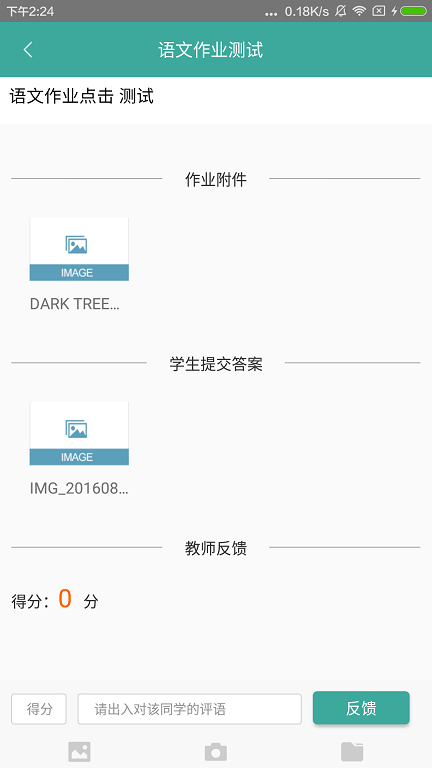 下午2:24
... 0.18K/s
语文作业测试
语文作业点击 测试
作业附件
IMAGE
DARK TREE...
学生提交答案
IMAGE
IMG_201608...
教师反馈
得分：0 分
得分 请出入对该同学的评语 反馈